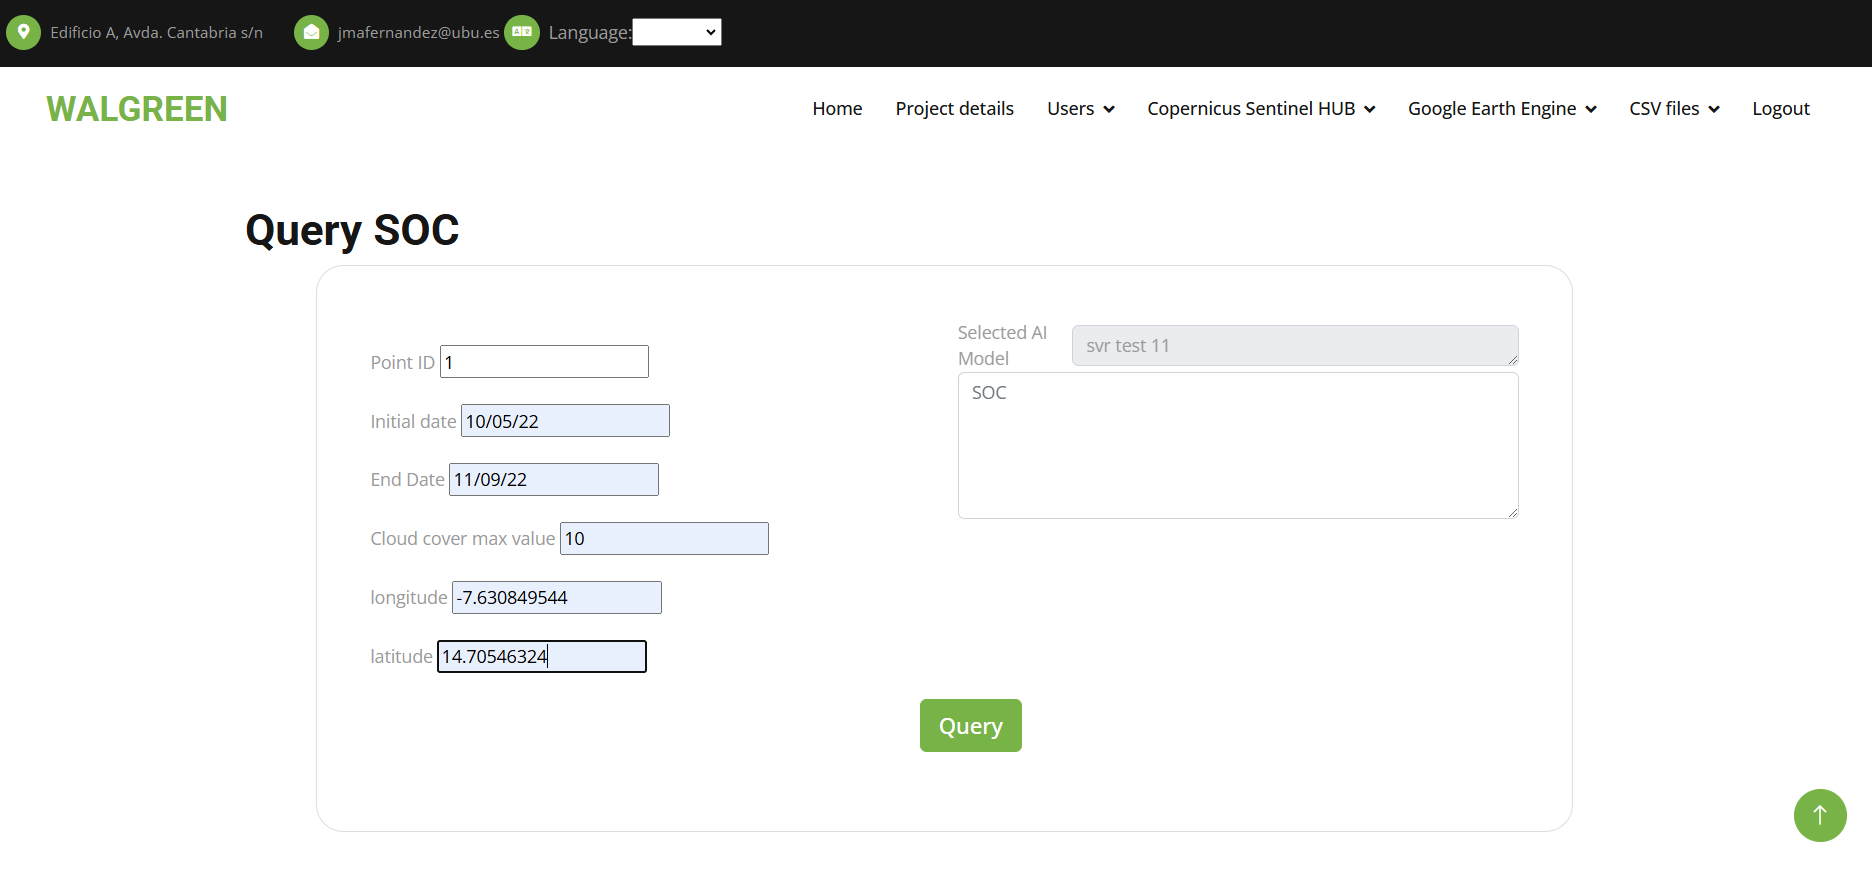 Edificio A, Avda. Cantabria s/n jmafernandez@ubu.es Language:
WALGREEN
Home Project details Users Copernicus Sentinel HUB Google Earth Engine CSV files Logout
Query SOC
Point ID 1
Initial date 10/05/22
End Date 11/09/22
Cloud cover max value 10
longitude -7.630849544
latitude 14.70546324
Selected AI
Model
svr test 11
SOC
Query